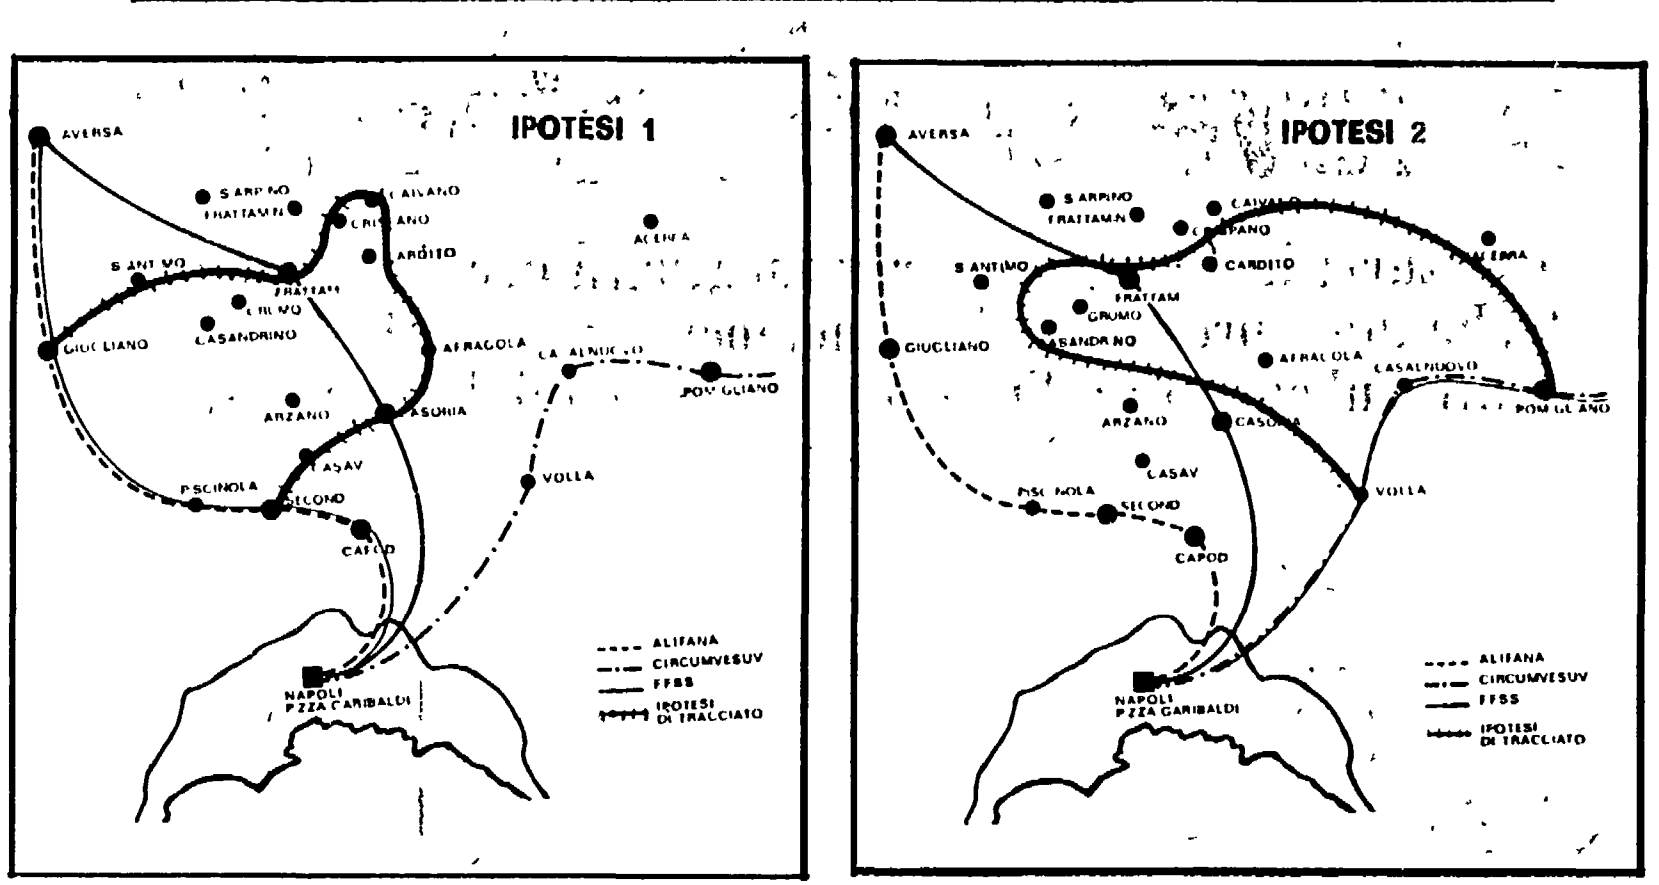 IPOTESI 1
AVERSA
S ARPINO
FRATTAMIN
CAIVANO
CRISPANO
CARDITO
ACERRA
S ANTIMO
FRATTAM
GRUMO
CASANDRINO
GIUGLIANO
AFRAGOLA
CASALNUOVO
POMIGLIANO
ARZANO
CASORIA
CASAV
VOLLA
PISCINOLA
SECOND
CAPOD
NAPOLI
P.ZZA GARIBALDI
ALIFANA
CIRCUMVESUV
FFSS
IPOTESI
DI TRACCIATO
IPOTESI 2
AVERSA
S ARPINO
FRATTAMIN
CAIVANO
CRISPANO
CARDITO
ACERRA
S ANTIMO
FRATTAM
GRUMO
CASANDRINO
GIUGLIANO
AFRAGOLA
CASALNUOVO
POMIGLIANO
ARZANO
CASORIA
CASAV
VOLLA
PISCINOLA
SECOND
CAPOD
NAPOLI
P.ZZA GARIBALDI
ALIFANA
CIRCUMVESUV
FFSS
IPOTESI
DI TRACCIATO